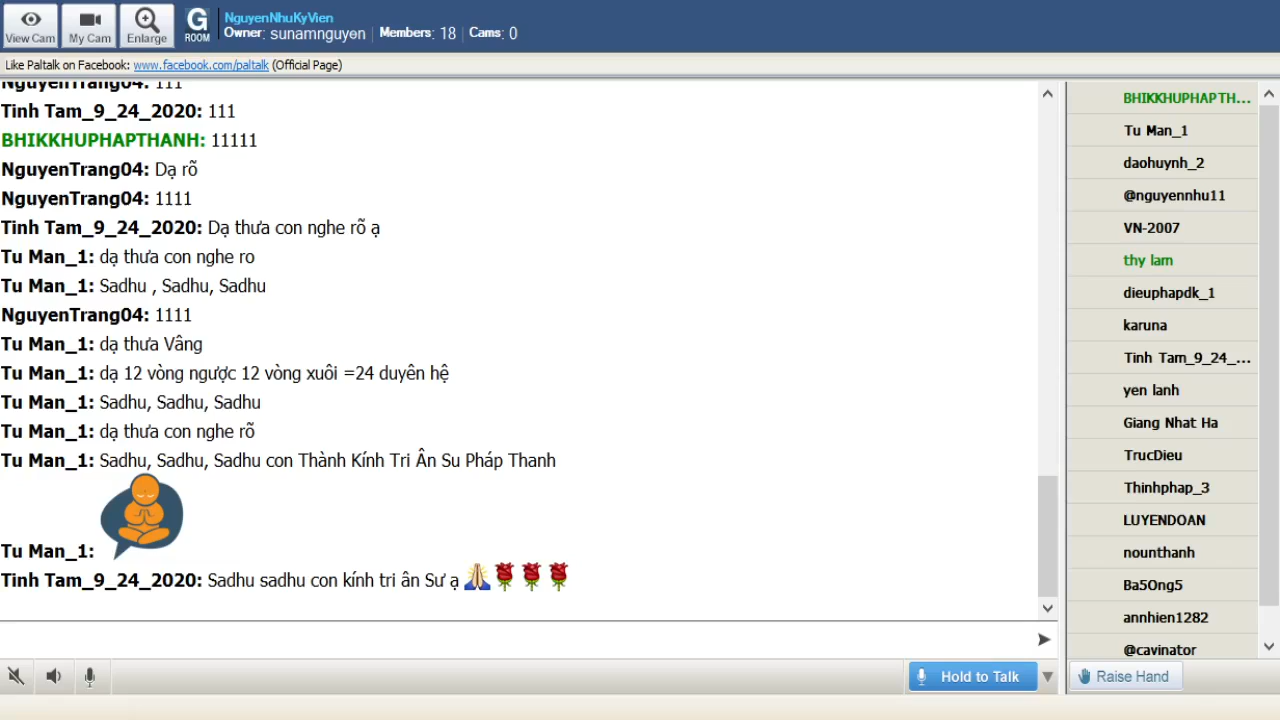 View Cam
My Cam
Enlarge
G ROOM
NguyenNhuKyVien
Owner: sunamnguyen | Members: 18 | Cams: 0
Like Paltalk on Facebook: www.facebook.com/paltalk (Official Page)
NguyenTrang04: 111
Tinh Tam_9_24_2020: 111
BHIKKHUPHAPTHANH: 11111
NguyenTrang04: Dạ rõ
NguyenTrang04: 1111
Tinh Tam_9_24_2020: Dạ thưa con nghe rõ ạ
Tu Man_1: dạ thưa con nghe ro
Tu Man_1: Sadhu , Sadhu, Sadhu
NguyenTrang04: 1111
Tu Man_1: dạ thưa Vâng
Tu Man_1: dạ 12 vòng ngược 12 vòng xuôi =24 duyên hệ
Tu Man_1: Sadhu, Sadhu, Sadhu
Tu Man_1: dạ thưa con nghe rõ
Tu Man_1: Sadhu, Sadhu, Sadhu con Thành Kính Tri Ân Su Pháp Thanh
Tu Man_1:
Tinh Tam_9_24_2020: Sadhu sadhu con kính tri ân Sư ạ 🙏🌹🌹🌹
BHIKKHUPHAPTH...
Tu Man_1
daohuynh_2
@nguyennhu11
VN-2007
thy lam
dieuphapdk_1
karuna
Tinh Tam_9_24_...
yen lanh
Giang Nhat Ha
TrucDieu
Thinhphap_3
LUYENDOAN
nounthanh
Ba5Ong5
annhien1282
@cavinator
Hold to Talk
Raise Hand